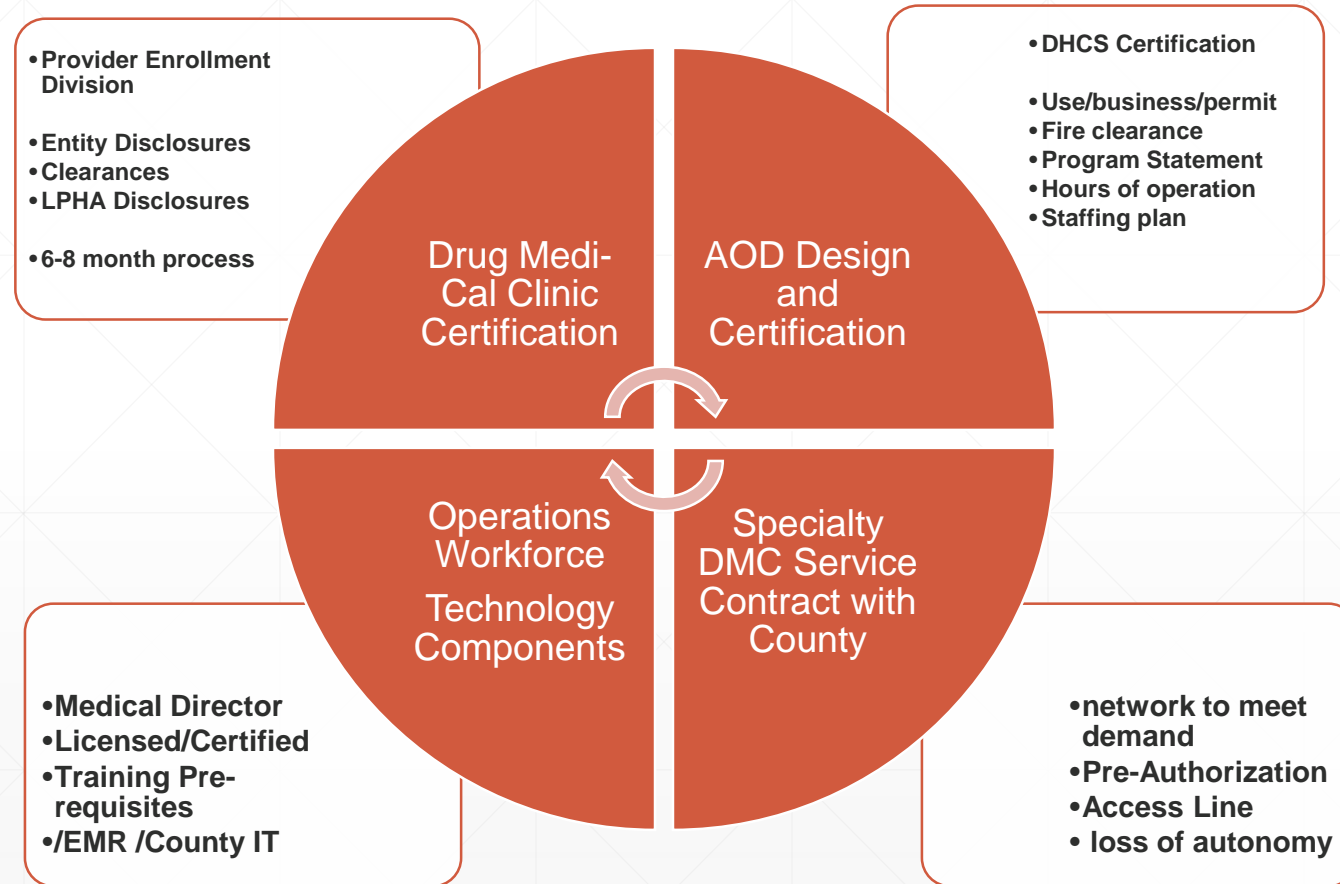 •Provider Enrollment
Division
•Entity Disclosures
•Clearances
•LPHA Disclosures
•6-8 month process
•DHCS Certification
•Use/business/permit
•Fire clearance
•Program Statement
•Hours of operation
•Staffing plan
Drug Medi-
Cal Clinic
Certification
AOD Design
and
Certification
Operations
Workforce
Technology
Components
Specialty
DMC Service
Contract with
County
•Medical Director
•Licensed/Certified
•Training Pre-
requisites
•/EMR /County IT
•network to meet
demand
•Pre-Authorization
•Access Line
• loss of autonomy